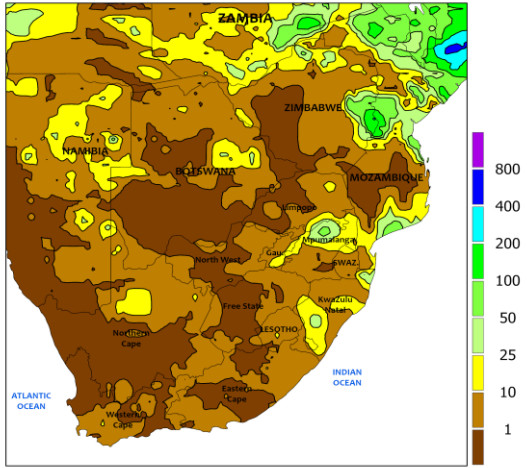 ZAMBIA
ZIMBABWE
NAMIBIA
BOTSWANA
MOZAMBIQUE
Limpopo
Mpumalanga
Gau.
North West
SWAZ.
Free State
KwaZulu
Natal
LESOTHO
Northern
Cape
Eastern
Cape
Western
Cape
ATLANTIC
OCEAN
INDIAN
OCEAN
800
400
200
100
50
25
10
1